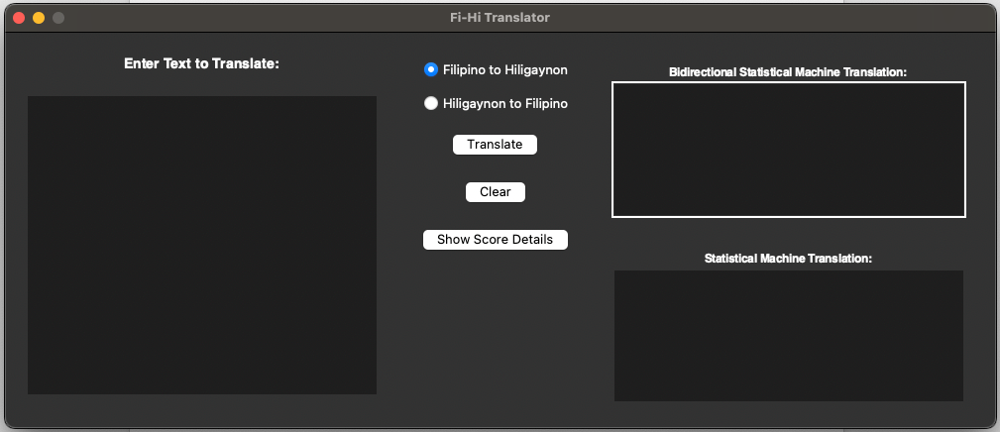 Fi-Hi Translator
Enter Text to Translate:
Filipino to Hiligaynon
Hiligaynon to Filipino
Translate
Clear
Show Score Details
Bidirectional Statistical Machine Translation:
Statistical Machine Translation: